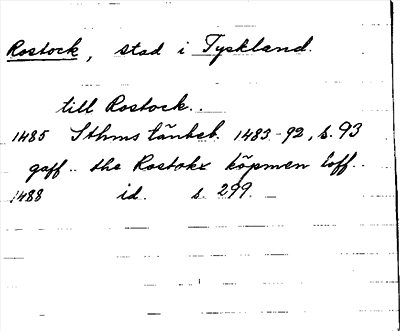 Rostock, stad i Tyskland.
till Rostock..
1485 Sthms tänkeb. 1483-92, s. 93
gaff.. the Rostokx köpmen loff..
1488 id. s. 299.